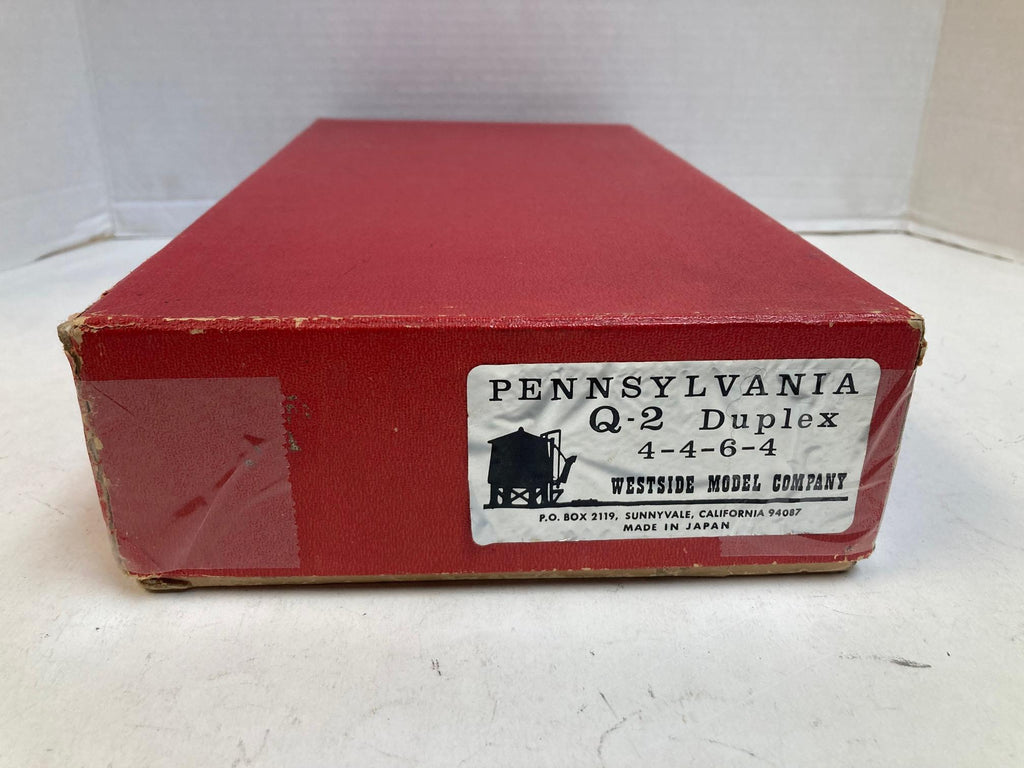 PENNSYLVANIA
Q-2 Duplex
4-4-6-4
WESTSIDE MODEL COMPANY
P.O. BOX 2119, SUNNYVALE, CALIFORNIA 94087
MADE IN JAPAN